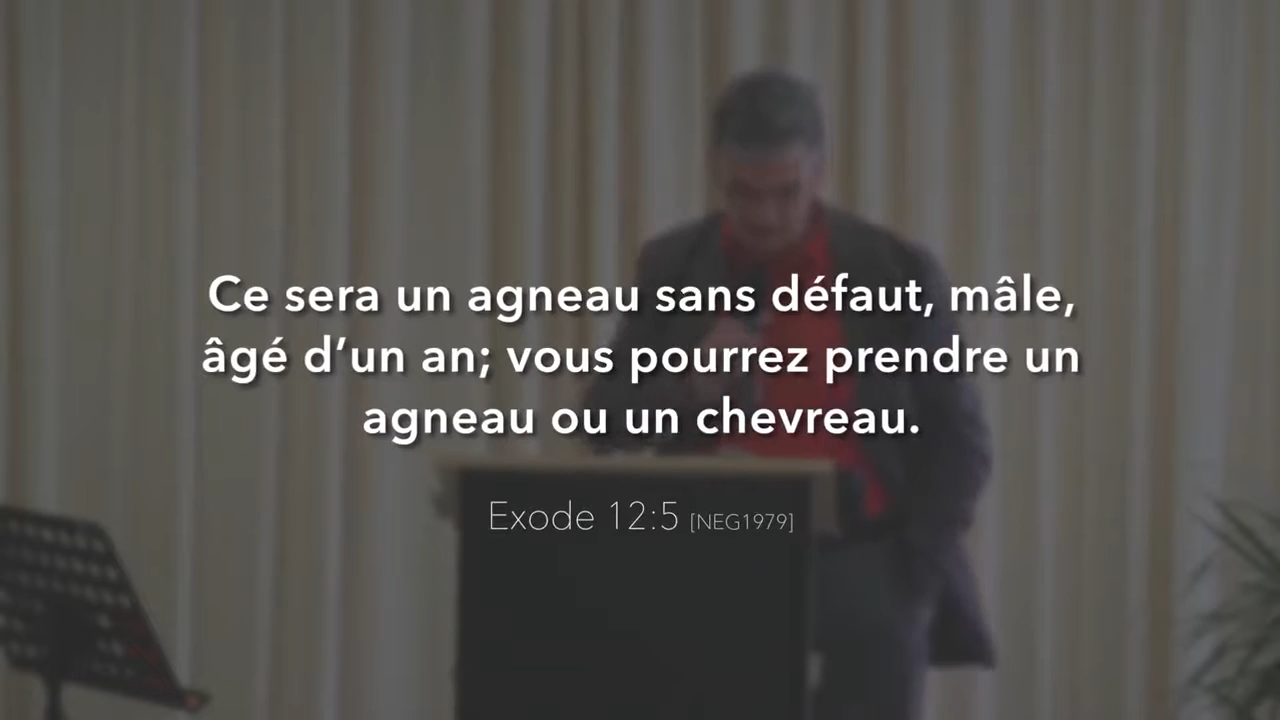 Ce sera un agneau sans défaut, mâle,
âgé d’un an; vous pourrez prendre un
agneau ou un chevreau.
Exode 12:5 [NEG1979]